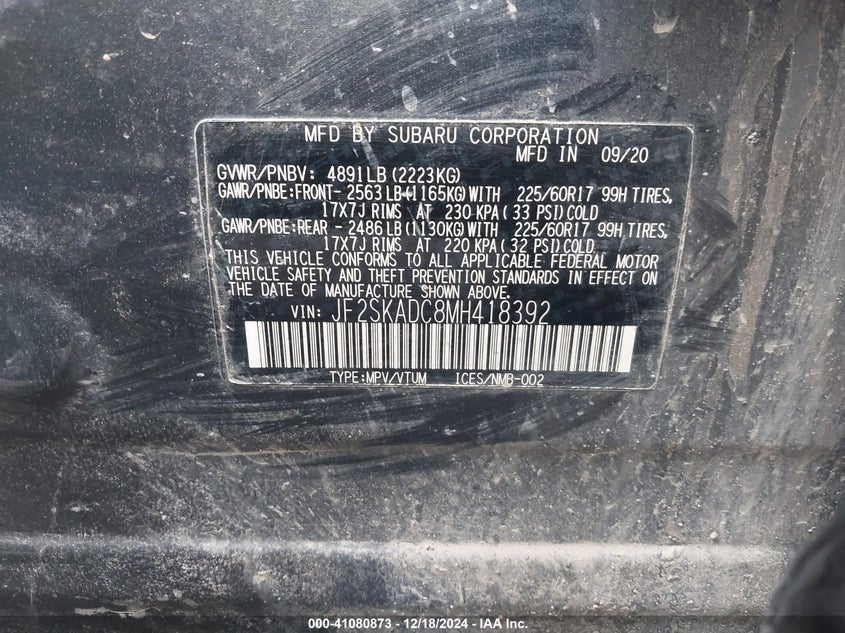 MFD BY SUBARU CORPORATION
MFD IN 09/20
GVWR/PNBV: 4891LB (2223KG)
GAWR/PNBE:FRONT- 2563 LB(1165KG) WITH 225/60R17 99H TIRES,
17X7J RIMS AT 230 KPA ( 33 PSI) COLD
GAWR/PNBE:REAR - 2486 LB(1130KG) WITH 225/60R17 99H TIRES,
17X7J RIMS AT 220 KPA ( 32 PSI) COLD
THIS VEHICLE CONFORMS TO ALL APPLICABLE FEDERAL MOTOR
VEHICLE SAFETY AND THEFT PREVENTION STANDARDS IN EFFECT ON
THE DATE OF MANUFACTURE SHOWN ABOVE.
VIN: JF2SKADC8MH418392
TYPE:MPV/VTUM ICES/NMB-002
000-41080873 - 12/18/2024 - IAA Inc.